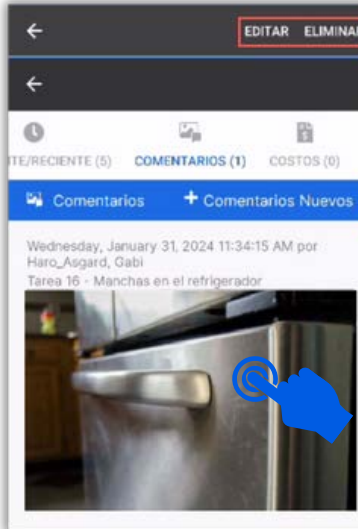 EDITAR ELIMINAR
TE/RECIENTE (5) COMENTARIOS (1) COSTOS (0)
Comentarios + Comentarios Nuevos
Wednesday, January 31, 2024 11:34:15 AM por
Haro_Asgard, Gabi
Tarea 16 - Manchas en el refrigerador